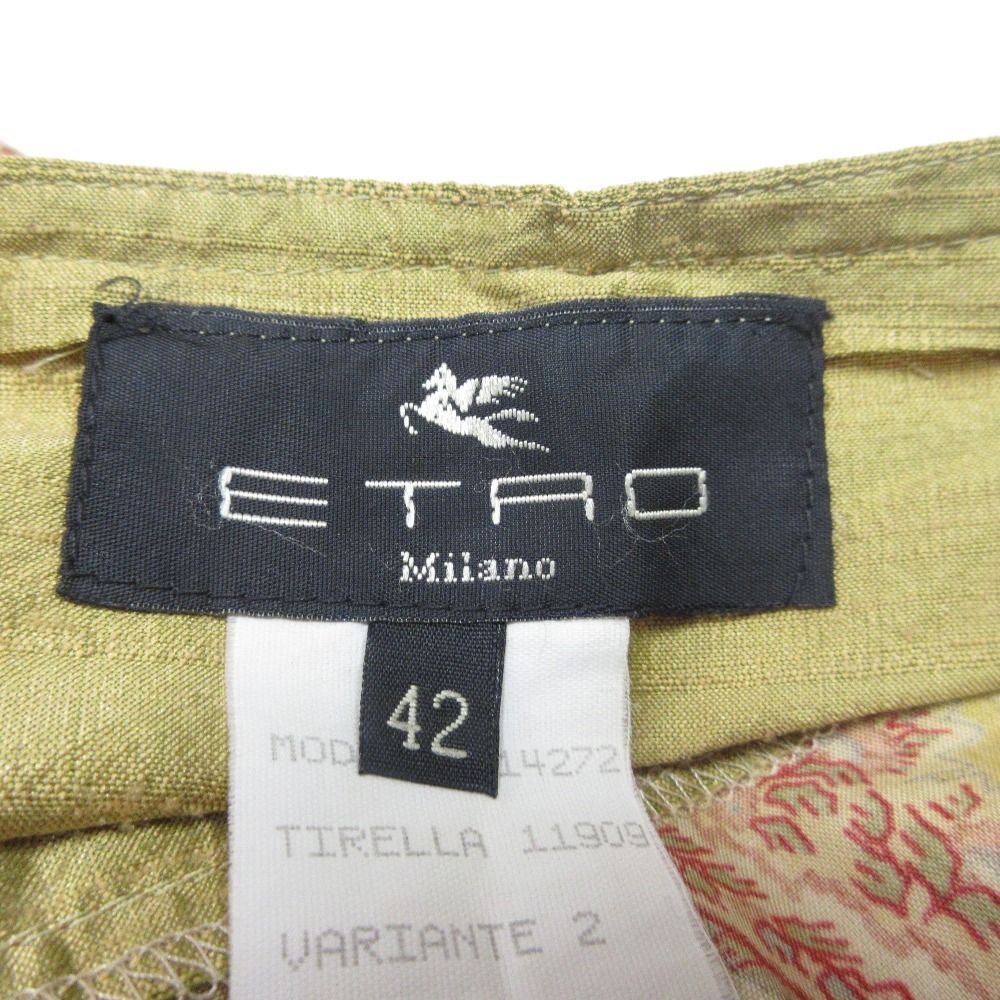 ETRO
Milano
42
MOD 14272
TIRELLA 11909
VARIANTE 2